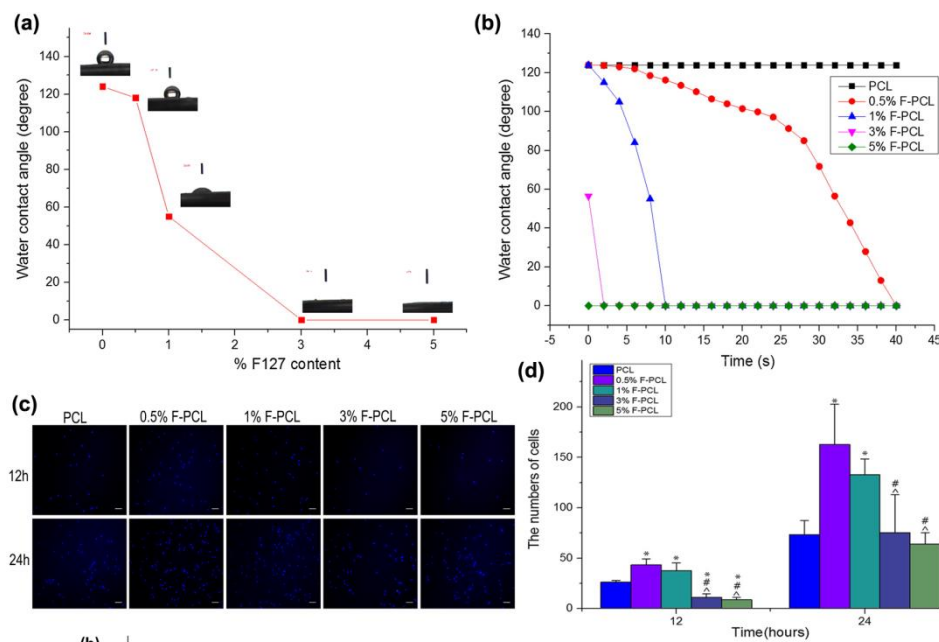 (a)
140
120
100
80
60
40
20
0
Water contact angle (degree)
0
1
2
3
4
5
% F127 content
(b)
140
120
100
80
60
40
20
0
-20
Water contact angle (degree)
PCL
0.5% F-PCL
1% F-PCL
3% F-PCL
5% F-PCL
-5 0 5 10 15 20 25 30 35 40 45
Time (s)
(c)
PCL 0.5% F-PCL 1% F-PCL 3% F-PCL 5% F-PCL
12h
24h
(d)
PCL
0.5% F-PCL
1% F-PCL
3% F-PCL
5% F-PCL
200
150
100
50
0
The numbers of cells
* * * # ^ * # ^
* * # ^ # ^
12 24
Time(hours)